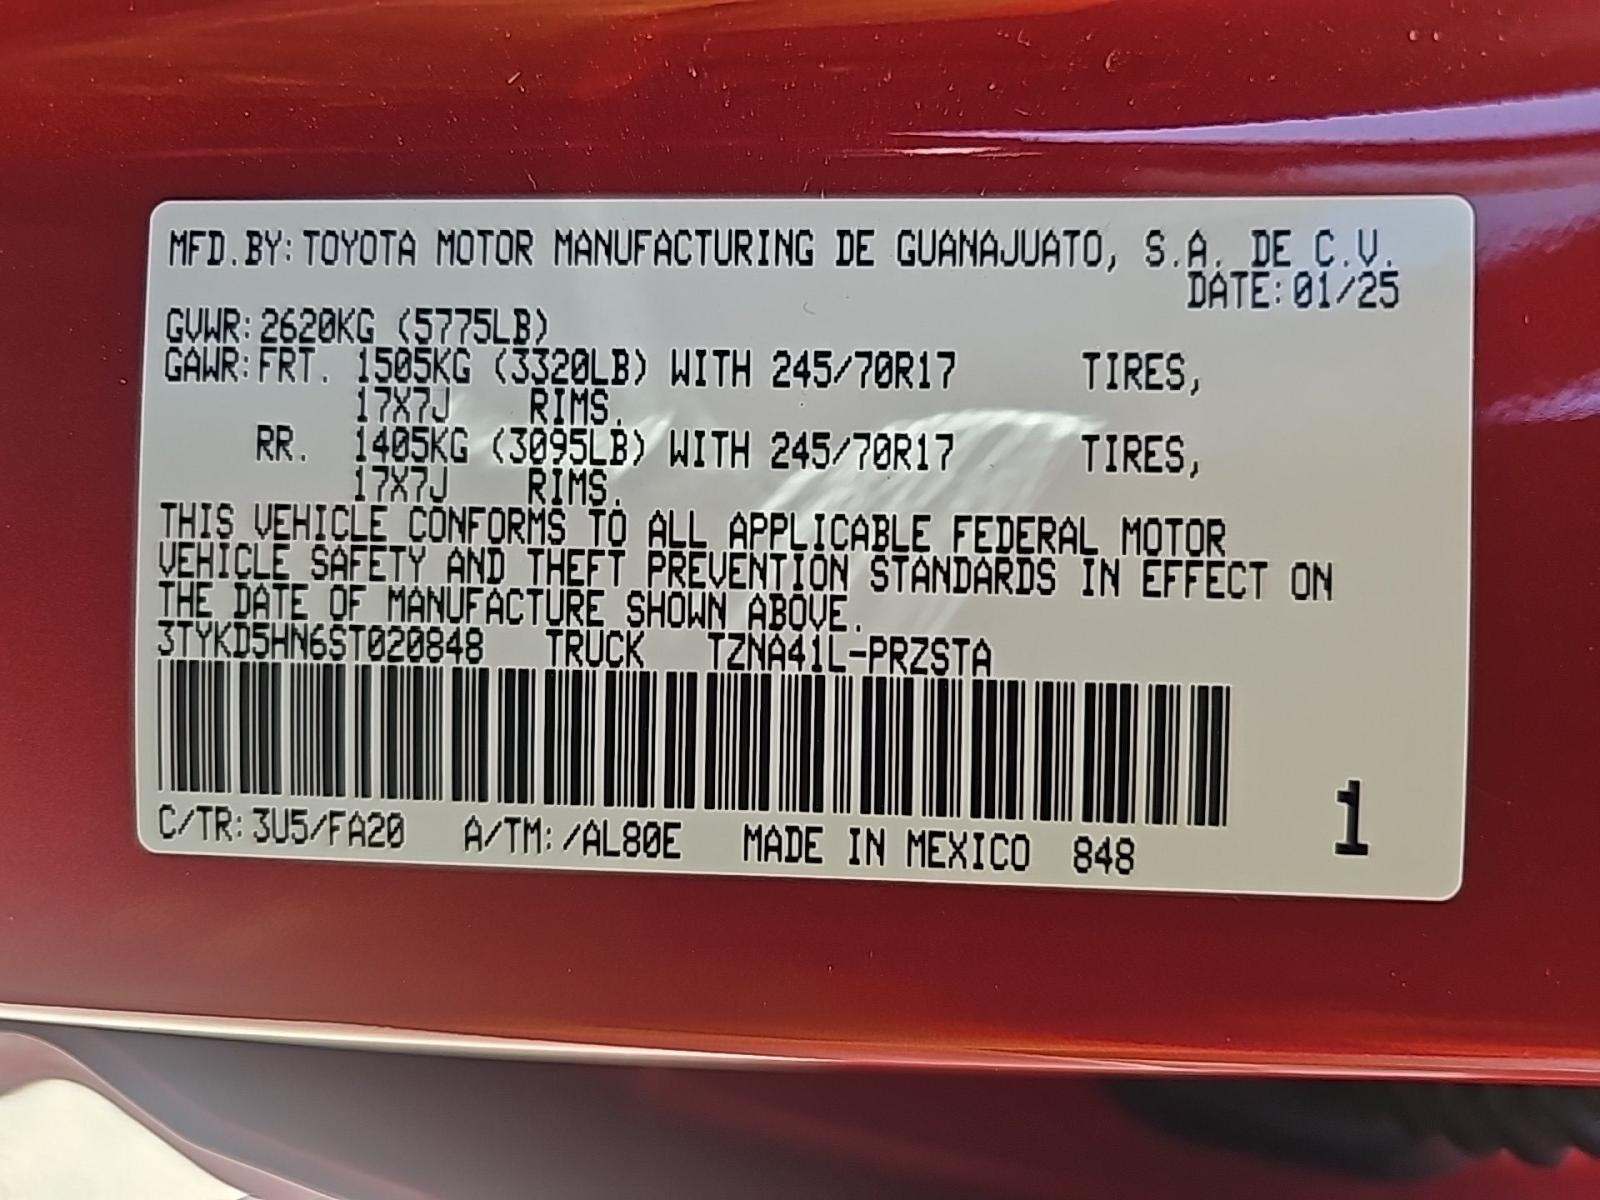 MFD.BY:TOYOTA MOTOR MANUFACTURING DE GUANAJUATO, S.A. DE C.V.
DATE:01/25
GVWR:2620KG (5775LB)
GAWR:FRT. 1505KG (3320LB) WITH 245/70R17 TIRES,
17X7J RIMS.
RR. 1405KG (3095LB) WITH 245/70R17 TIRES,
17X7J RIMS.
THIS VEHICLE CONFORMS TO ALL APPLICABLE FEDERAL MOTOR
VEHICLE SAFETY AND THEFT PREVENTION STANDARDS IN EFFECT ON
THE DATE OF MANUFACTURE SHOWN ABOVE.
3TYKD5HN6ST020848 TRUCK TZNA41L-PRZSTA
C/TR:3U5/FA20 A/TM:/AL80E MADE IN MEXICO 848
1